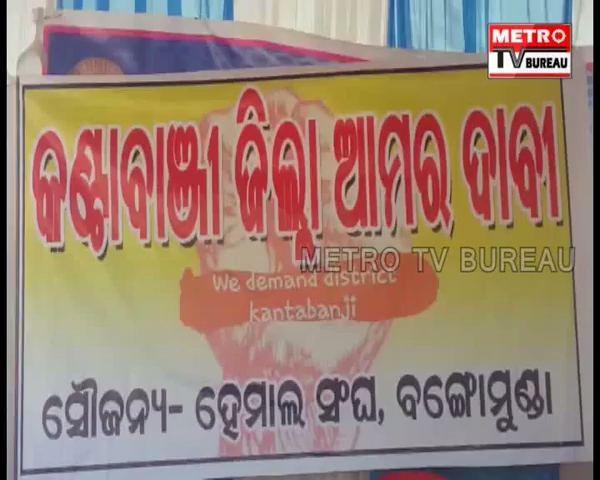 METRO
TV BUREAU
କଣ୍ଟାବାଞ୍ଜୀ ଜିଲ୍ଲା ଆମର ଦାବୀ
METRO TV BUREAU
We demand district
kantabanji
ସୌଜନ୍ୟ- ହେମାଲ ସଂଘ, ବଙ୍ଗୋମୁଣ୍ଡା